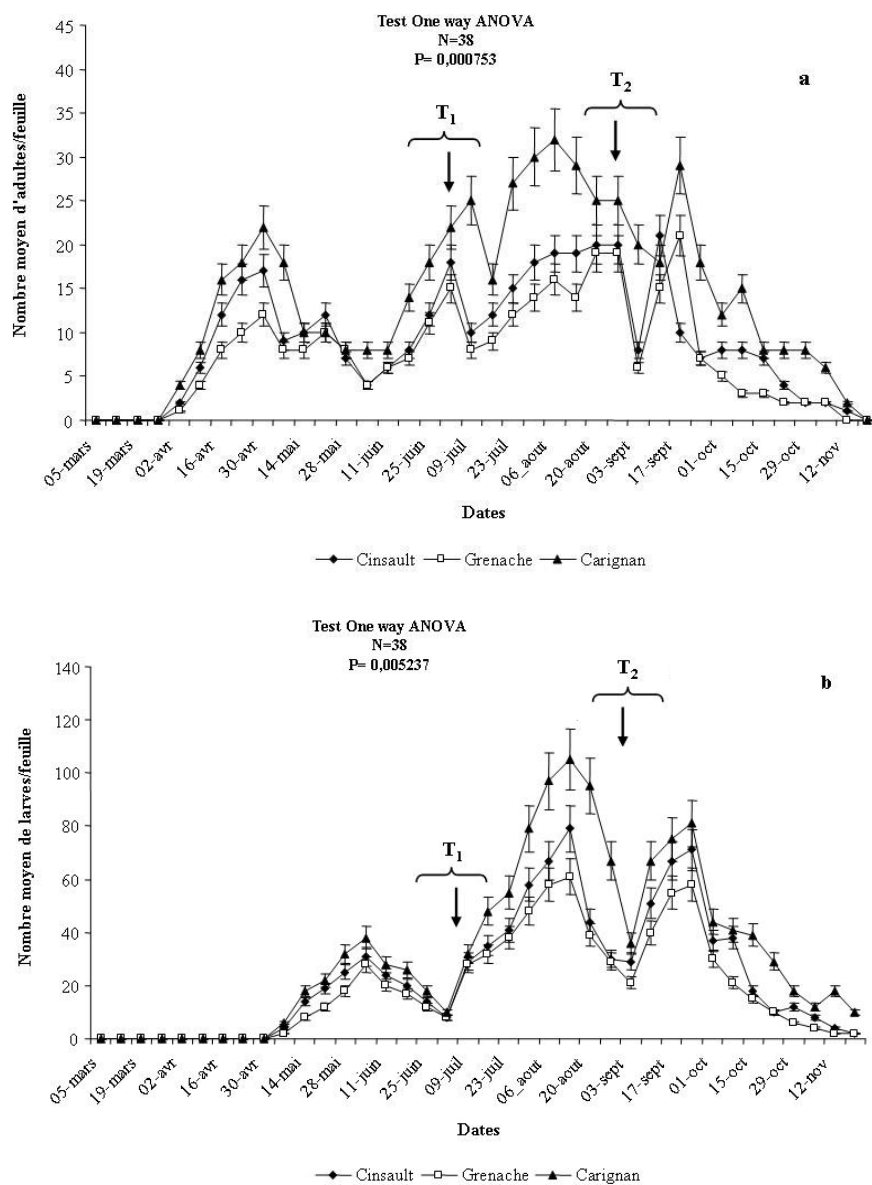 Test One way ANOVA
N=38
P= 0,000753
a
T1
T2
Nombre moyen d'adultes/feuille
45
40
35
30
25
20
15
10
5
0
05-mars
19-mars
02-avr
16-avr
30-avr
14-mai
28-mai
11-jun
25-jun
09-jul
23-jul
06_aout
20-aout
03-sept
17-sept
01-oct
15-oct
29-oct
12-nov
Dates
Cinsault Grenache Carignan
Test One way ANOVA
N=38
P= 0,005237
b
T1
T2
Nombre moyen de larves/feuille
140
120
100
80
60
40
20
0
05-mars
19-mars
02-avr
16-avr
30-avr
14-mai
28-mai
11-jun
25-jun
09-jul
23-jul
06_aout
20-aout
03-sept
17-sept
01-oct
15-oct
29-oct
12-nov
Dates
Cinsault Grenache Carignan